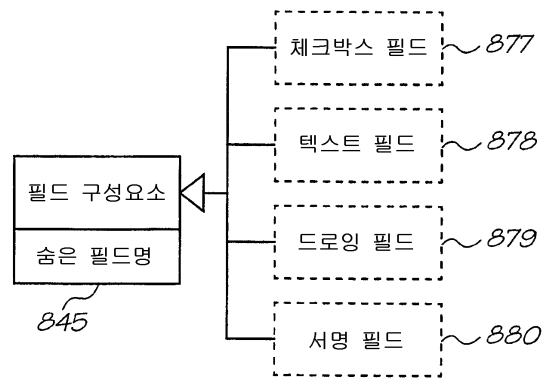 체크박스 필드
877
텍스트 필드
878
필드 구성요소
숨은 필드명
845
드로잉 필드
879
서명 필드
880